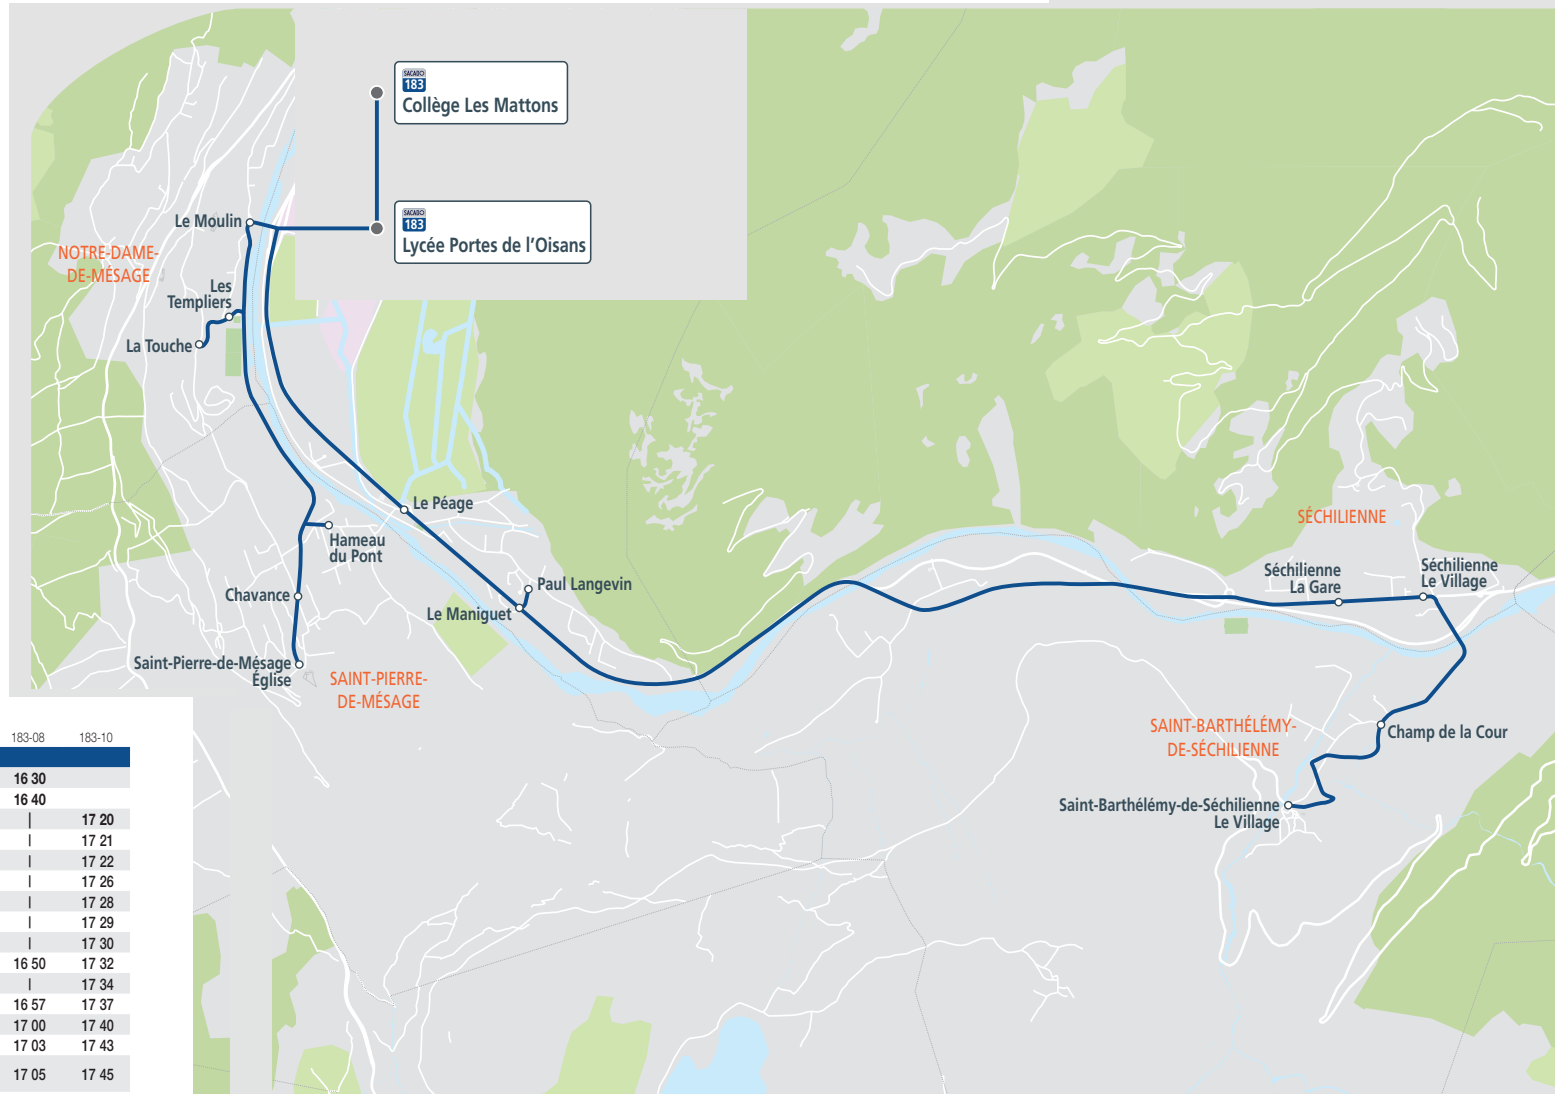 SACADO
183
Collège Les Mattons
SACADO
183
Lycée Portes de l'Oisans
Le Moulin
NOTRE-DAME-
DE-MÉSAGE
Les
Templiers
La Touche
Le Péage
Hameau
du Pont
Chavance
Paul Langevin
Le Maniguet
Saint-Pierre-de-Mésage
Église
SAINT-PIERRE-
DE-MÉSAGE
SÉCHILIENNE
Séchilienne
La Gare
Séchilienne
Le Village
SAINT-BARTHÉLÉMY-
DE-SÉCHILIENNE
Champ de la Cour
Saint-Barthélémy-de-Séchilienne
Le Village
183-08 183-10
16 30
16 40
| 17 20
| 17 21
| 17 22
| 17 26
| 17 28
| 17 29
| 17 30
16 50 17 32
| 17 34
16 57 17 37
17 00 17 40
17 03 17 43
17 05 17 45